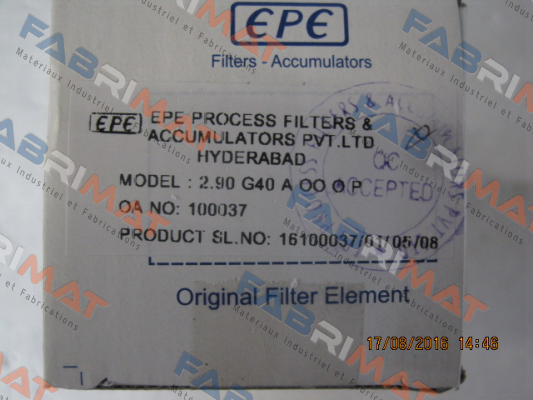 EPE
Filters - Accumulators
EPE EPE PROCESS FILTERS &
ACCUMULATORS PVT.LTD
HYDERABAD
MODEL : 2.90 G40 A OO O P
OA NO: 100037
PRODUCT SL.NO: 16100037/01/05/08
QC
ACCEPTED
Original Filter Element
17/08/2016 14:46
FABRIMAT
Materiaux Industriel et Fabrications